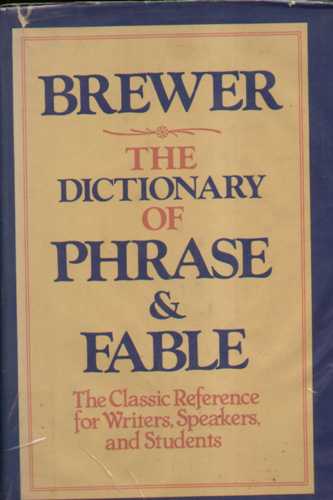 BREWER
THE
DICTIONARY
OF
PHRASE
&
FABLE
The Classic Reference
for Writers, Speakers,
and Students